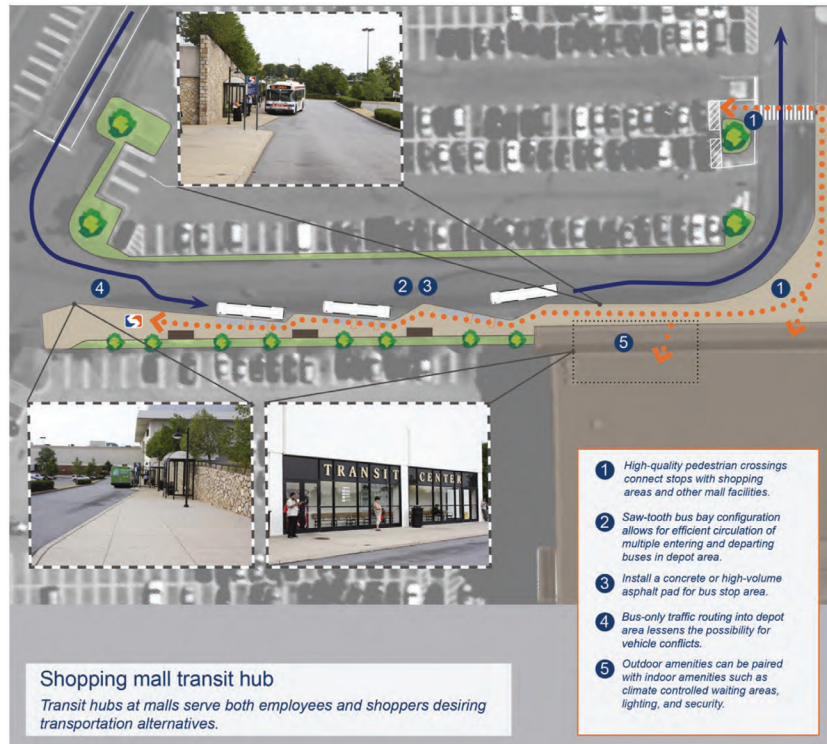 1
4
2 3
1
5
TRANSIT CENTER
1 High-quality pedestrian crossings
connect stops with shopping
areas and other mall facilities.
2 Saw-tooth bus bay configuration
allows for efficient circulation of
multiple entering and departing
buses in depot area.
3 Install a concrete or high-volume
asphalt pad for bus stop area.
4 Bus-only traffic routing into depot
area lessens the possibility for
vehicle conflicts.
5 Outdoor amenities can be paired
with indoor amenities such as
climate controlled waiting areas,
lighting, and security.
Shopping mall transit hub
Transit hubs at malls serve both employees and shoppers desiring
transportation alternatives.